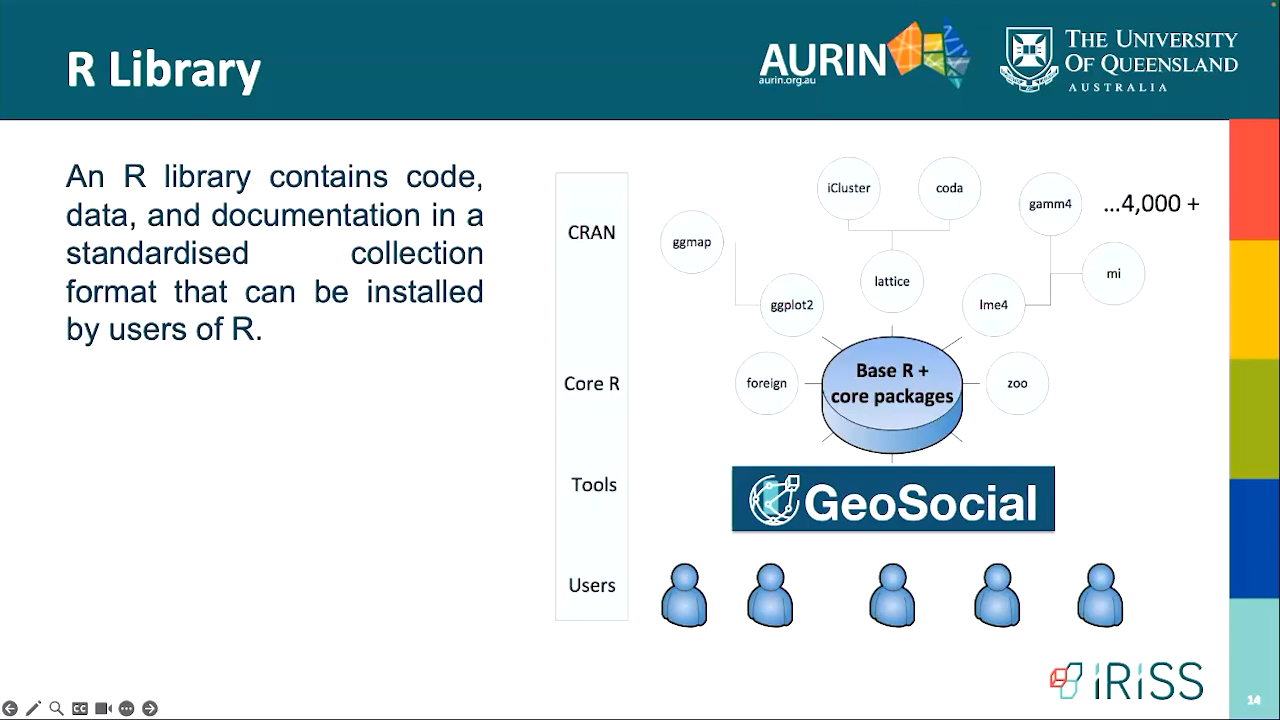 R Library
AURIN
aurin.org.au
THE UNIVERSITY
OF QUEENSLAND
AUSTRALIA
An R library contains code,
data, and documentation in a
standardised collection
format that can be installed
by users of R.
CRAN
Core R
Tools
Users
iCluster
coda
gamm4
...4,000 +
ggmap
mi
lattice
ggplot2
lme4
foreign
Base R +
core packages
zoo
GeoSocial
iRiSS
CC
14